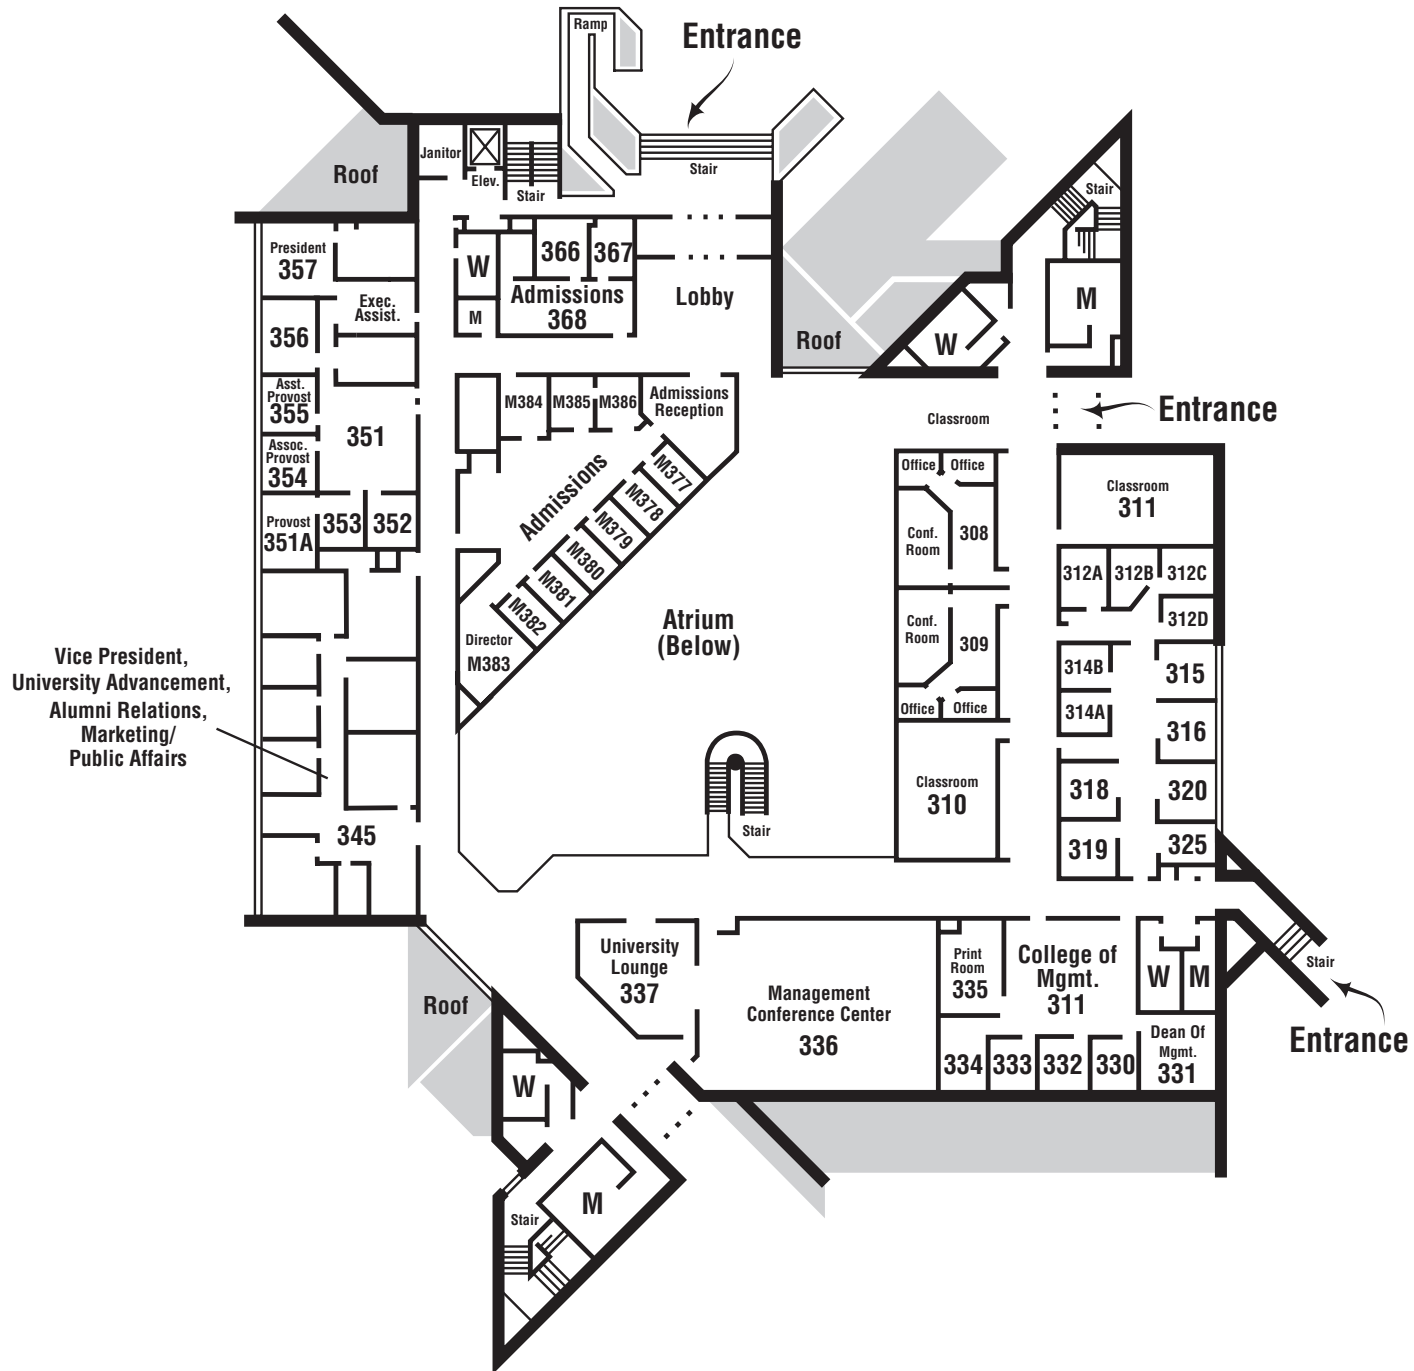 Ramp
Entrance
Stair
Janitor
Elev.
Stair
Roof
Stair
President
357
Exec.
Assist.
356
Asst.
Provost
355
Assoc.
Provost
354
351
Provost
351A
353
352
W
M
366
367
Admissions
368
Lobby
Roof
W
M
Entrance
Classroom
M384
M385
M386
Admissions
Reception
Admissions
M377
M378
M379
M380
M381
M382
Director
M383
Atrium
(Below)
Office
Office
Conf.
Room
308
Conf.
Room
309
Office
Office
Classroom
310
Classroom
311
312A
312B
312C
312D
314B
314A
315
316
318
320
319
325
Vice President,
University Advancement,
Alumni Relations,
Marketing/
Public Affairs
345
Stair
University
Lounge
337
Management
Conference Center
336
Print
Room
335
College of
Mgmt.
311
W
M
334
333
332
330
Dean Of
Mgmt.
331
Stair
Entrance
Roof
W
M
Stair